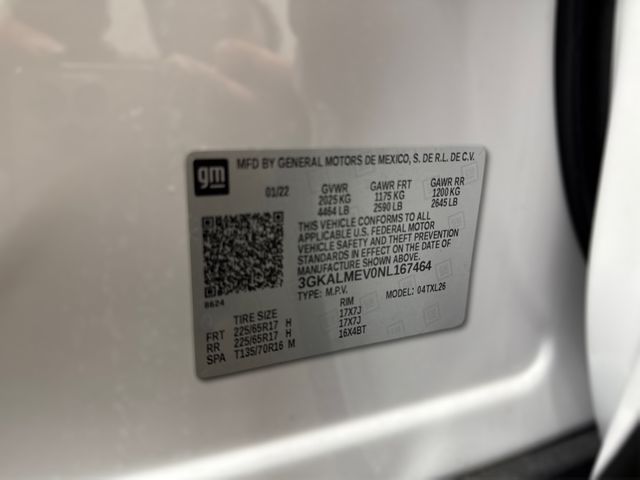 gm
MFD BY GENERAL MOTORS DE MEXICO, S. DE R.L. DE C.V.
01/22 GVWR GAWR FRT GAWR RR
2025 KG 1175 KG 1200 KG
4464 LB 2590 LB 2645 LB
THIS VEHICLE CONFORMS TO ALL
APPLICABLE U.S. FEDERAL MOTOR
VEHICLE SAFETY AND THEFT PREVENTION
STANDARDS IN EFFECT ON THE DATE OF
MANUFACTURE SHOWN ABOVE.
3GKALMEV0NL167464
TYPE: M.P.V. MODEL: 04TXL26
8624
TIRE SIZE RIM
FRT 225/65R17 H 17X7J
RR 225/65R17 H 17X7J
SPA T135/70R16 M 16X4BT